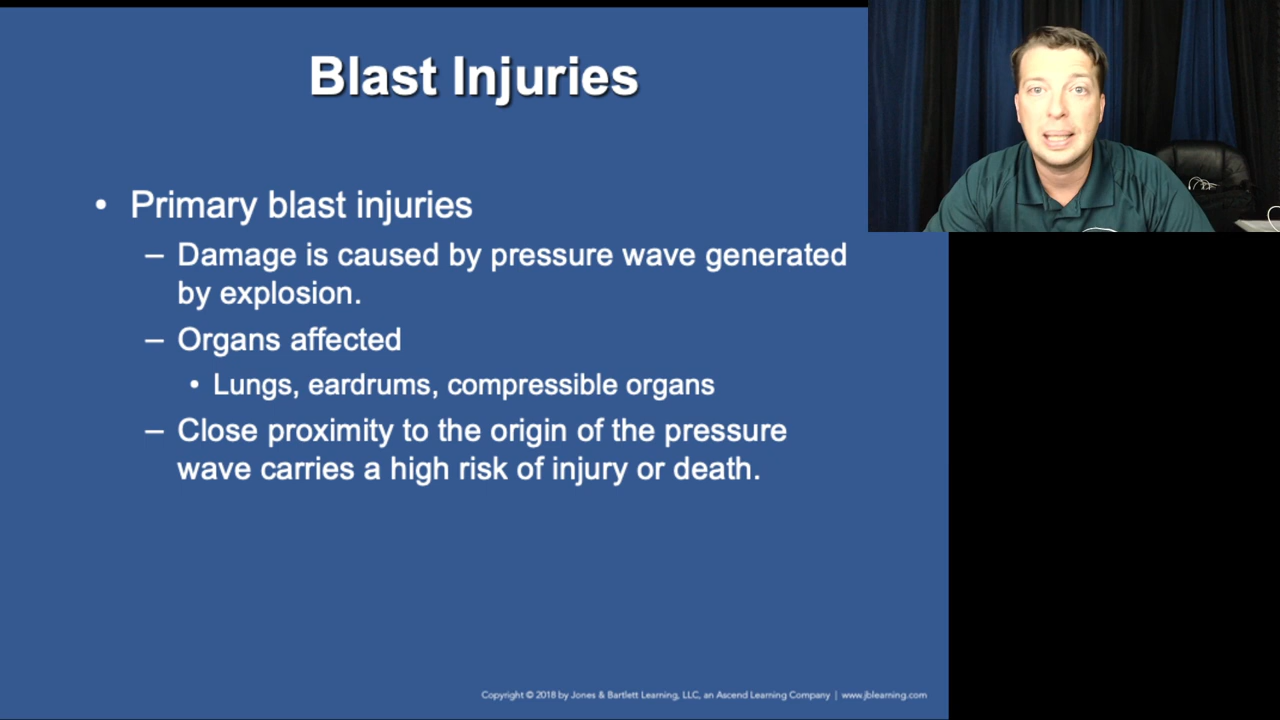 Blast Injuries
• Primary blast injuries
– Damage is caused by pressure wave generated
by explosion.
– Organs affected
• Lungs, eardrums, compressible organs
– Close proximity to the origin of the pressure
wave carries a high risk of injury or death.
Copyright © 2018 by Jones & Bartlett Learning, LLC, an Ascend Learning Company | www.jblearning.com